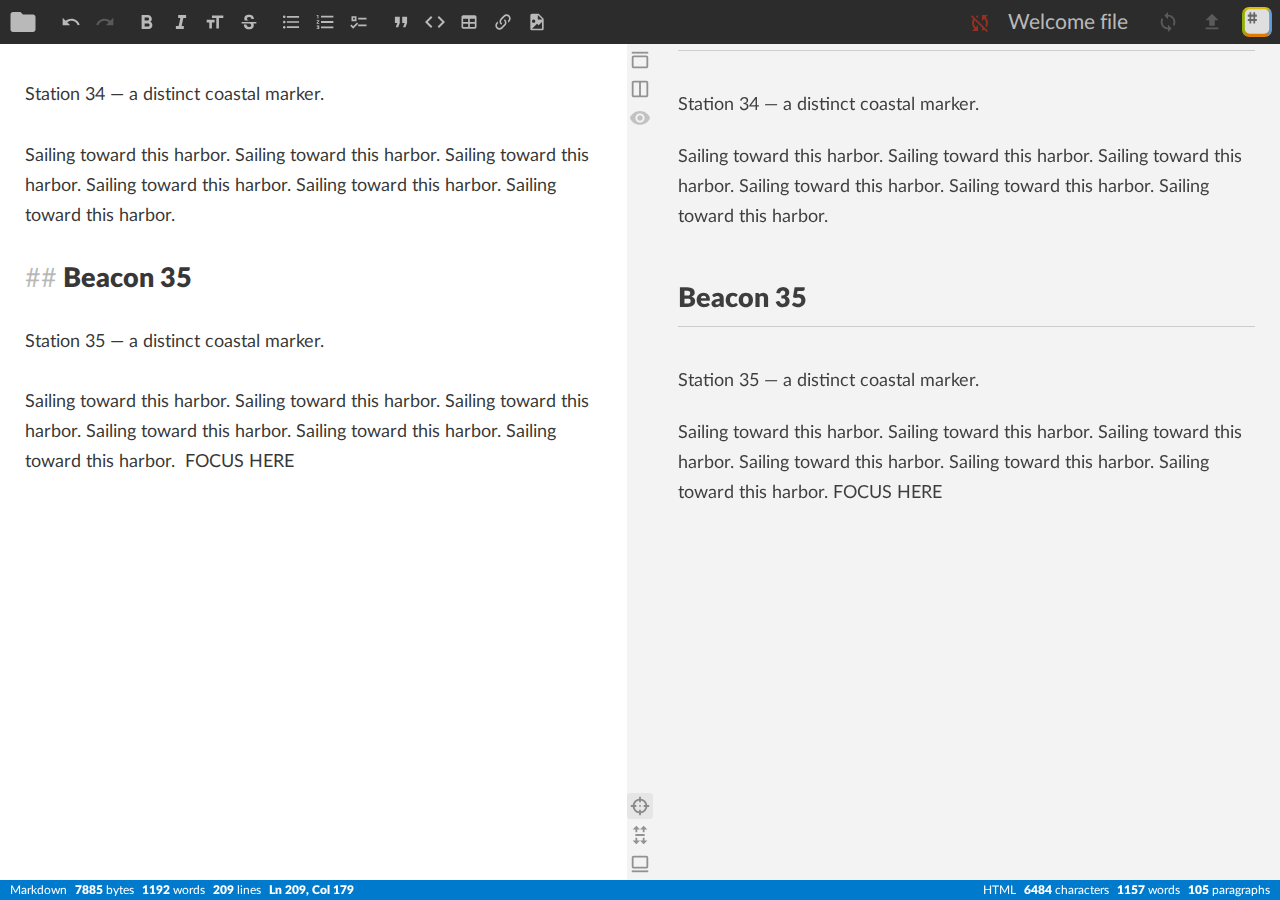 Welcome file
Station 34 — a distinct coastal marker.
Sailing toward this harbor. Sailing toward this harbor. Sailing toward this
harbor. Sailing toward this harbor. Sailing toward this harbor. Sailing
toward this harbor.
## Beacon 35
Station 35 — a distinct coastal marker.
Sailing toward this harbor. Sailing toward this harbor. Sailing toward this
harbor. Sailing toward this harbor. Sailing toward this harbor. Sailing
toward this harbor.  FOCUS HERE
Station 34 — a distinct coastal marker.
Sailing toward this harbor. Sailing toward this harbor. Sailing toward this
harbor. Sailing toward this harbor. Sailing toward this harbor. Sailing
toward this harbor.
Beacon 35
Station 35 — a distinct coastal marker.
Sailing toward this harbor. Sailing toward this harbor. Sailing toward this
harbor. Sailing toward this harbor. Sailing toward this harbor. Sailing
toward this harbor. FOCUS HERE
Markdown 7885 bytes 1192 words 209 lines Ln 209, Col 179
HTML 6484 characters 1157 words 105 paragraphs